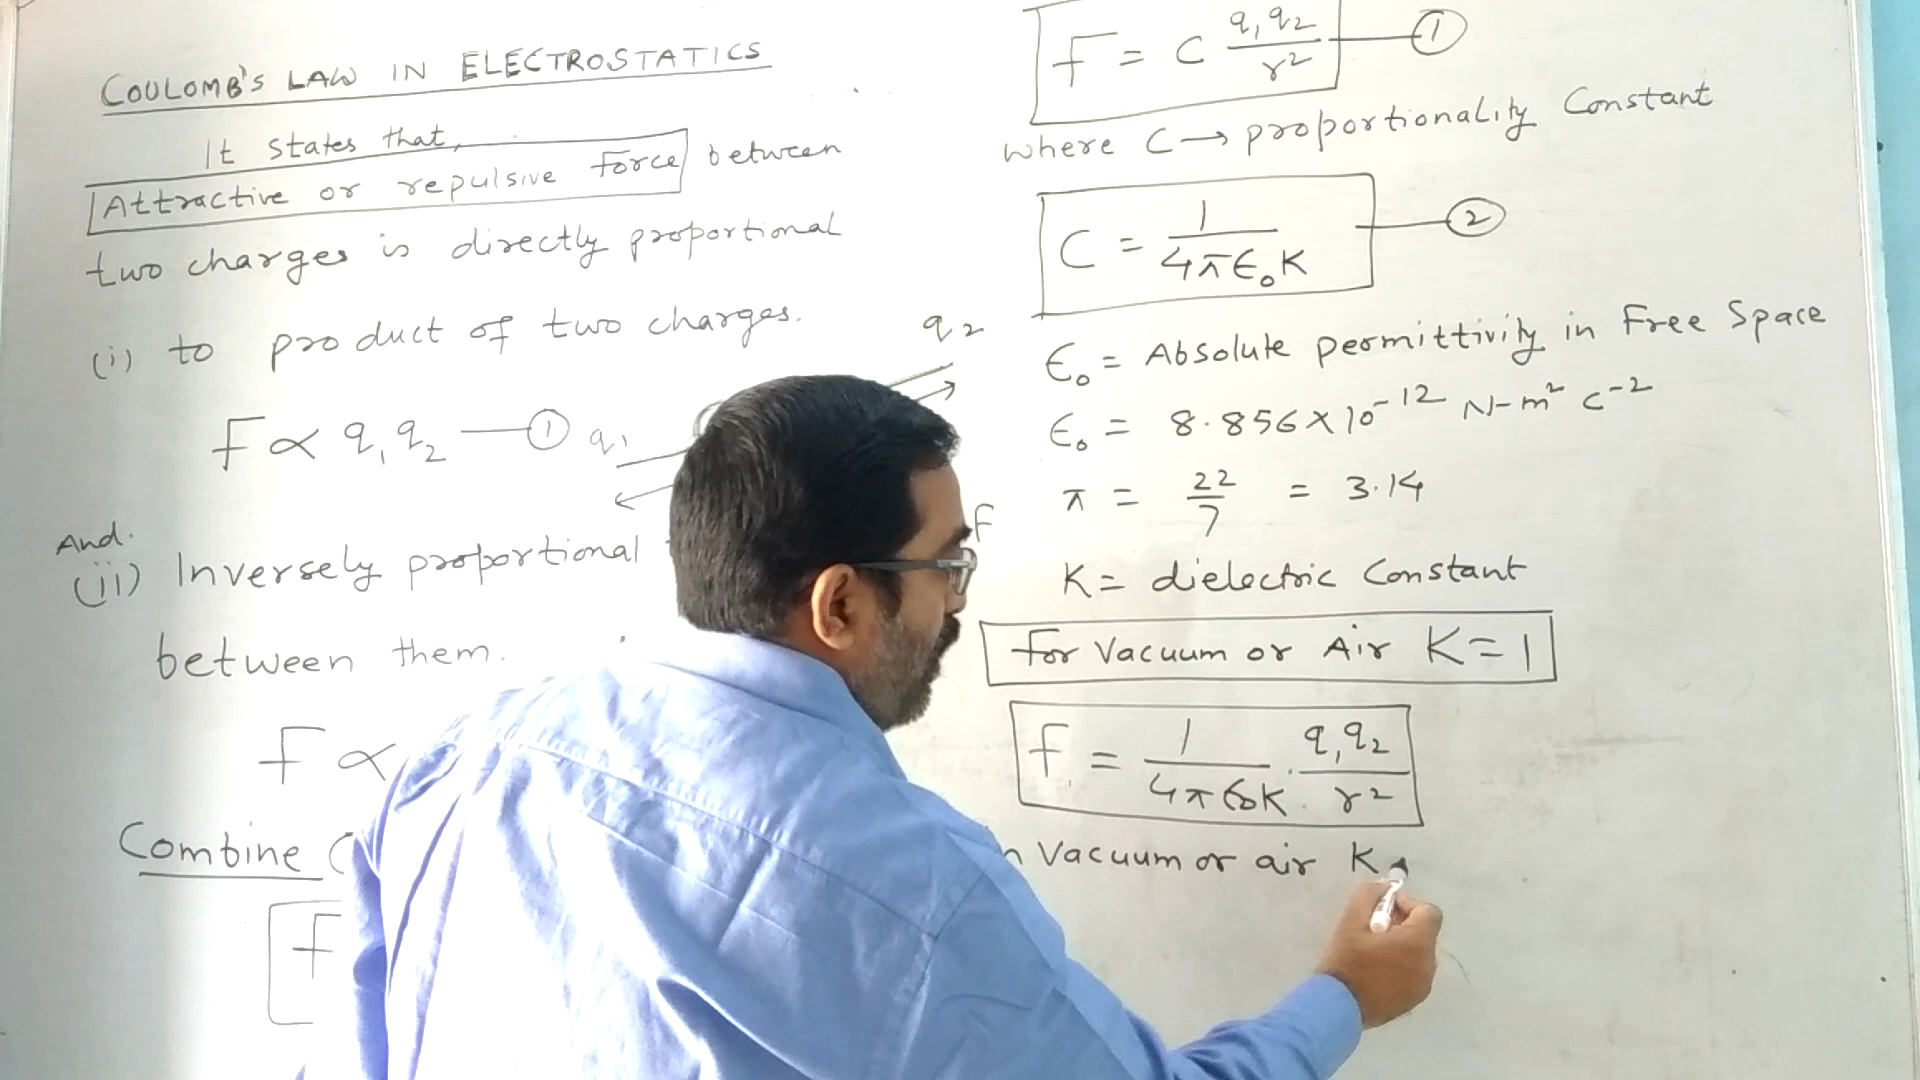 COULOMB'S LAW IN ELECTROSTATICS
It states that,
Attractive or repulsive force between
two charges is directly proportional
(i) to product of two charges.
F ∝ q₁q₂ — ①
q₁
q₂
F
And.
(ii) Inversely proportional
between them.
F ∝
Combine (
F
F = C q₁q₂/r² — ①
where C → proportionality Constant
C = 1/4πϵ₀K — ②
ϵ₀ = Absolute permittivity in Free Space
ϵ₀ = 8.856 × 10⁻¹² N-m² C⁻²
π = 22/7 = 3.14
K = dielectric Constant
for Vacuum or Air K = 1
F = 1/4πϵ₀K . q₁q₂/r²
Vacuum or air K